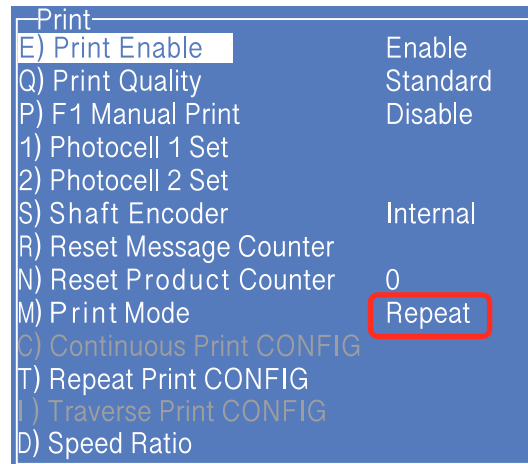 Print
E) Print Enable Enable
Q) Print Quality Standard
P) F1 Manual Print Disable
1) Photocell 1 Set
2) Photocell 2 Set
S) Shaft Encoder Internal
R) Reset Message Counter
N) Reset Product Counter 0
M) Print Mode Repeat
C) Continuous Print CONFIG
T) Repeat Print CONFIG
I ) Traverse Print CONFIG
D) Speed Ratio